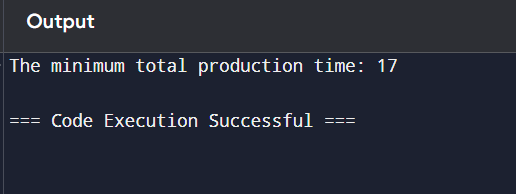 Output
The minimum total production time: 17
=== Code Execution Successful ===